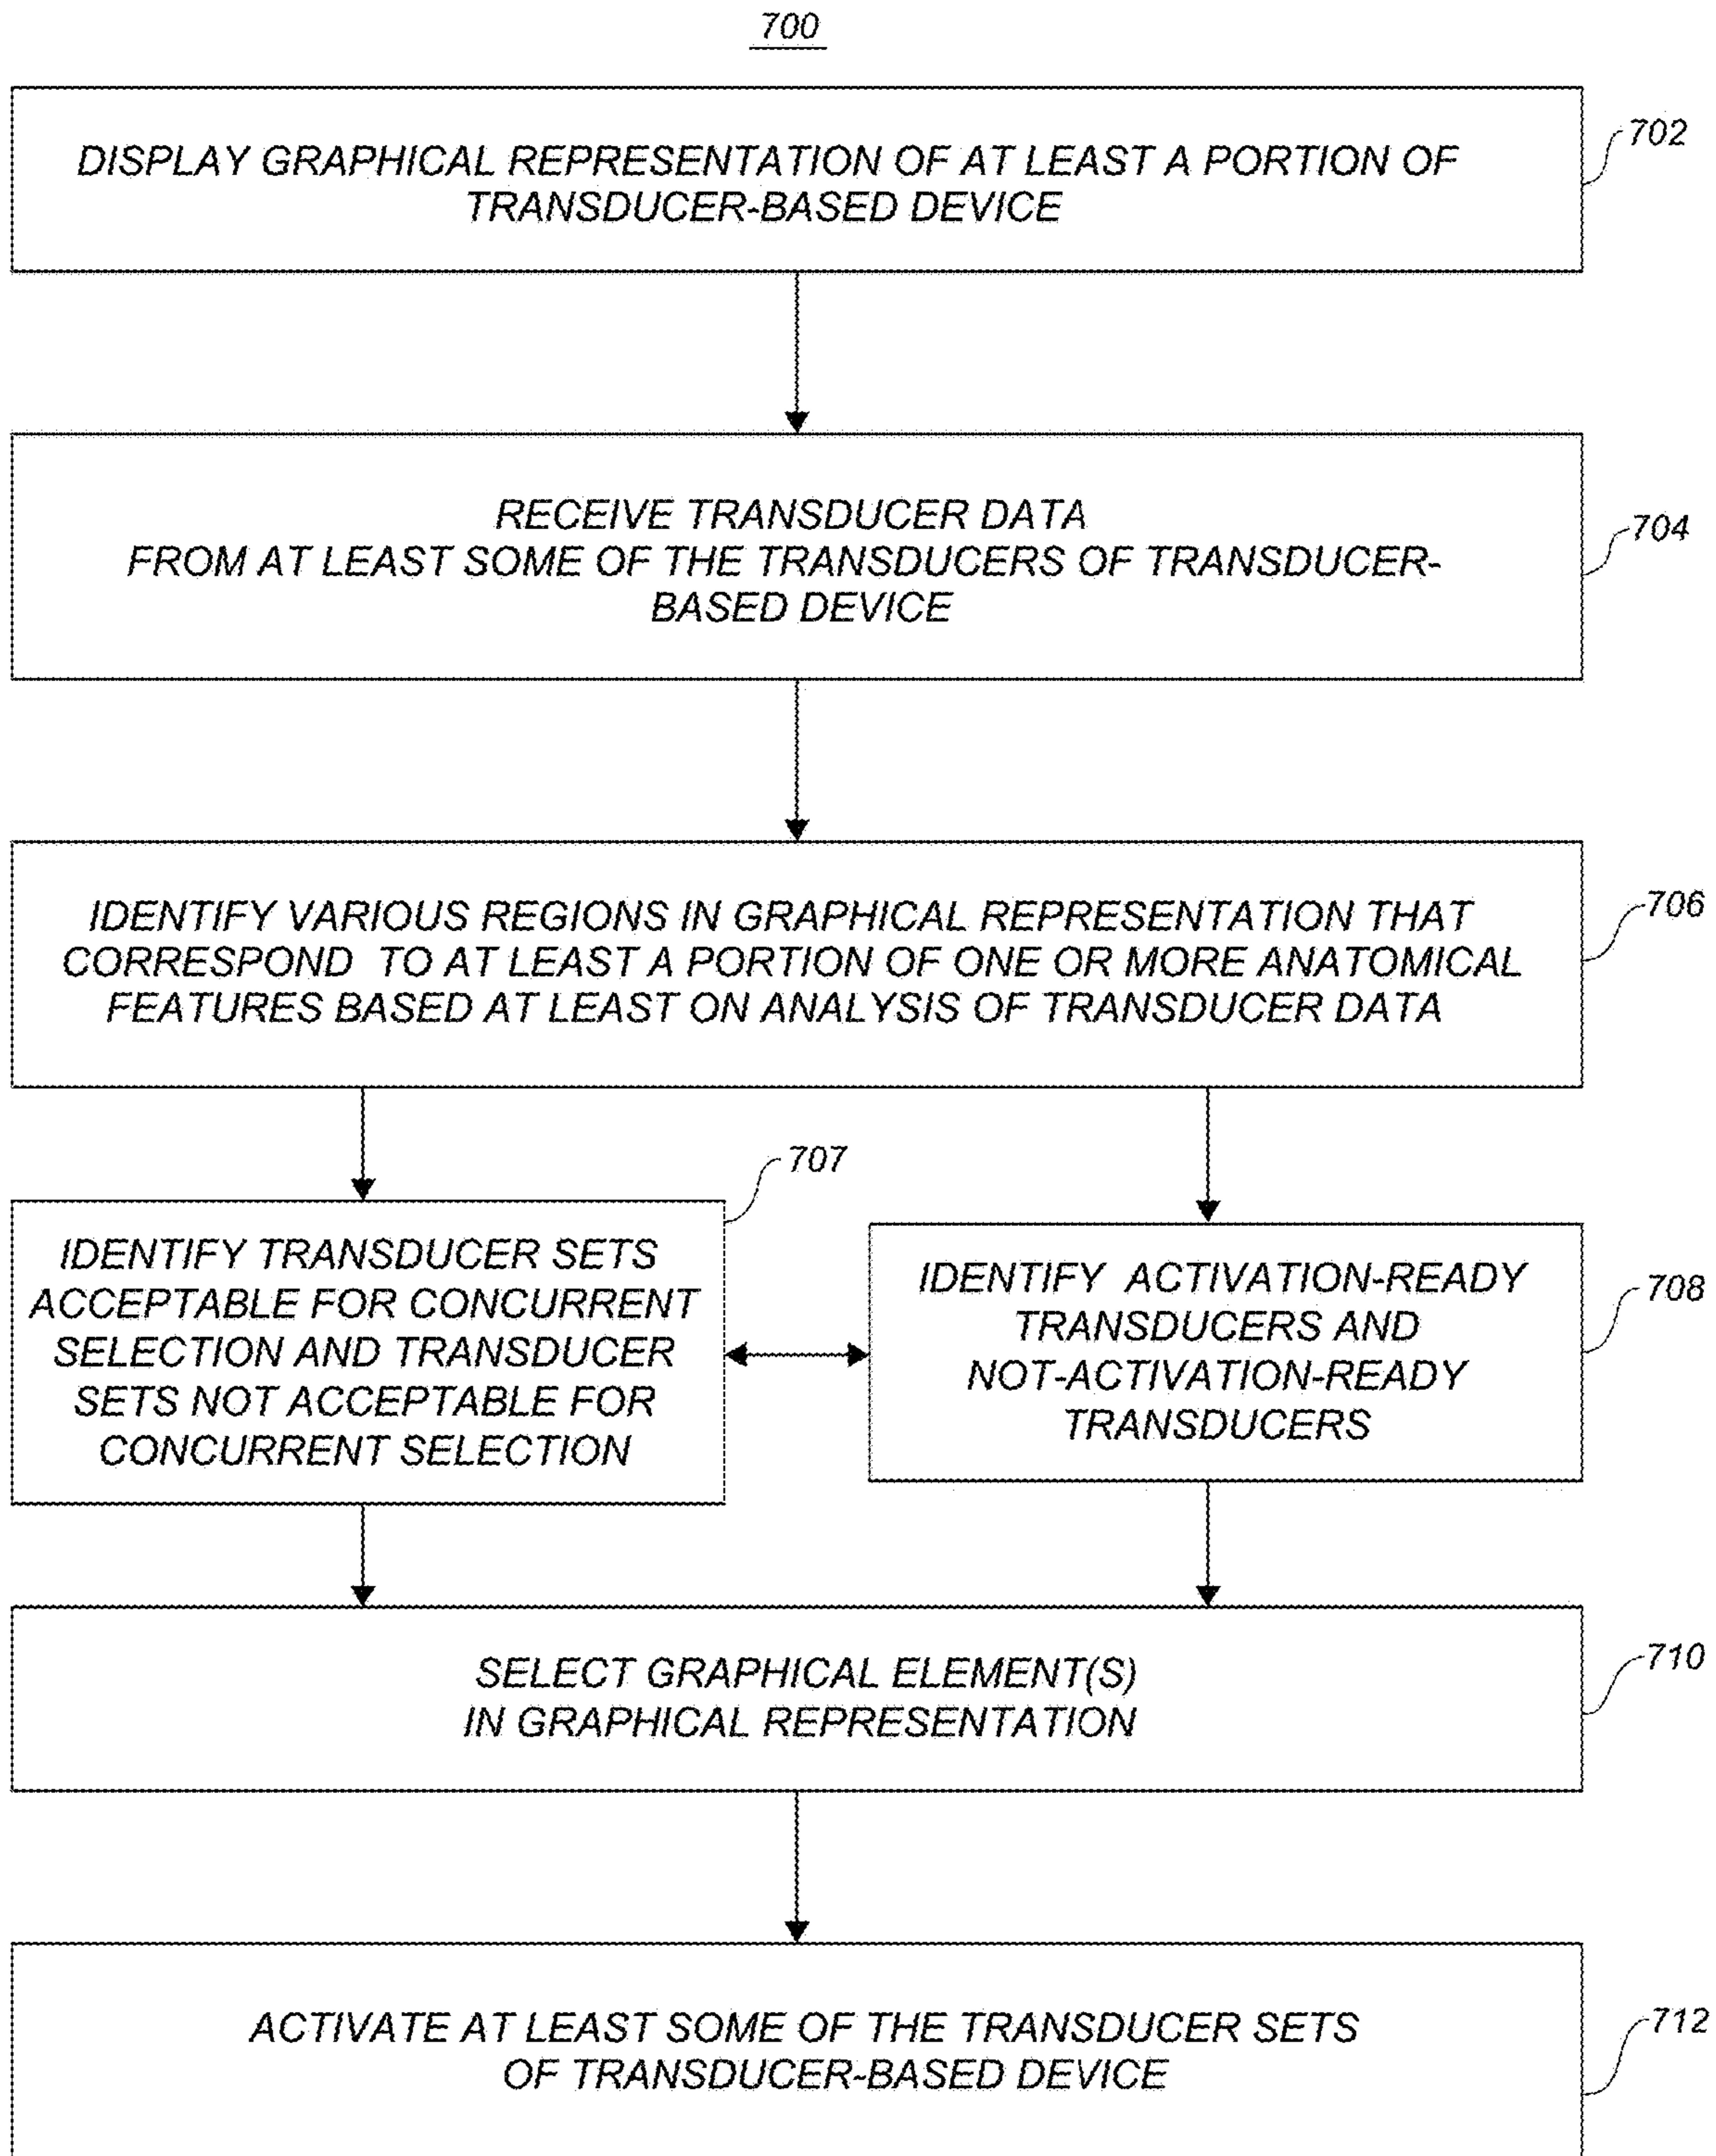 700
DISPLAY GRAPHICAL REPRESENTATION OF AT LEAST A PORTION OF
TRANSDUCER-BASED DEVICE
702
RECEIVE TRANSDUCER DATA
FROM AT LEAST SOME OF THE TRANSDUCERS OF TRANSDUCER-
BASED DEVICE
704
IDENTIFY VARIOUS REGIONS IN GRAPHICAL REPRESENTATION THAT
CORRESPOND TO AT LEAST A PORTION OF ONE OR MORE ANATOMICAL
FEATURES BASED AT LEAST ON ANALYSIS OF TRANSDUCER DATA
706
707
IDENTIFY TRANSDUCER SETS
ACCEPTABLE FOR CONCURRENT
SELECTION AND TRANSDUCER
SETS NOT ACCEPTABLE FOR
CONCURRENT SELECTION
IDENTIFY ACTIVATION-READY
TRANSDUCERS AND
NOT-ACTIVATION-READY
TRANSDUCERS
708
SELECT GRAPHICAL ELEMENT(S)
IN GRAPHICAL REPRESENTATION
710
ACTIVATE AT LEAST SOME OF THE TRANSDUCER SETS
OF TRANSDUCER-BASED DEVICE
712